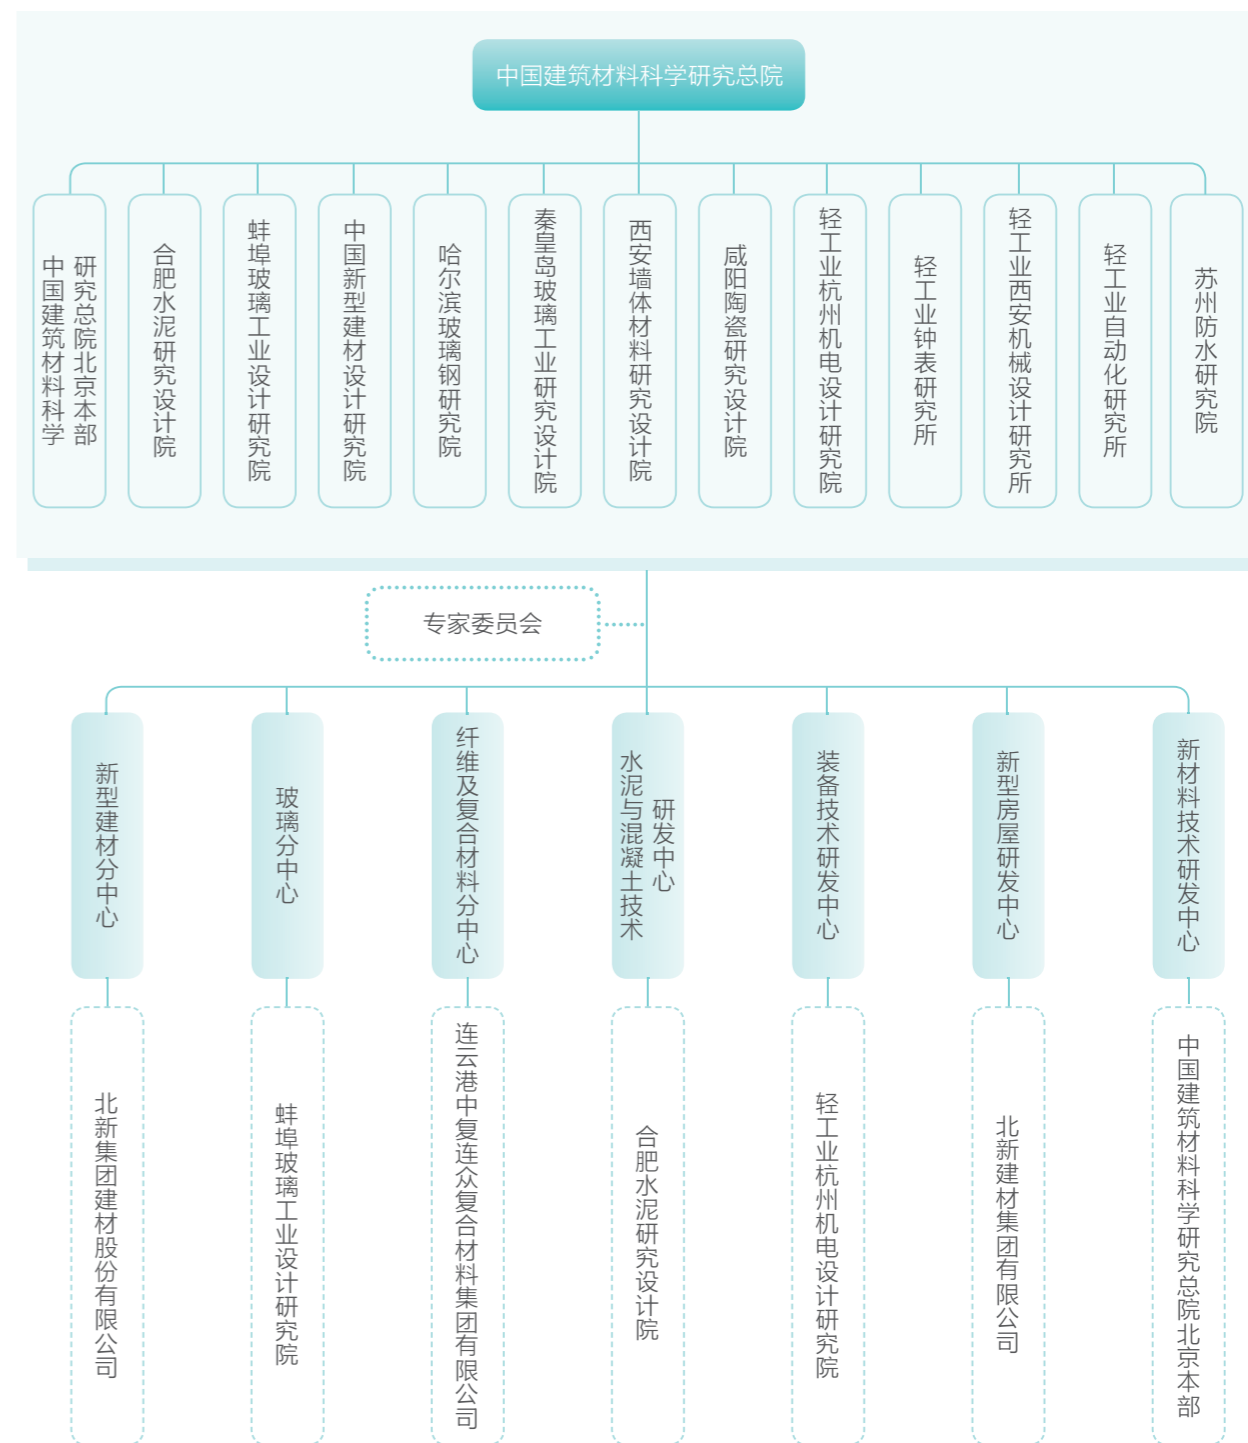 中国建筑材料科学研究总院
中国建筑材料科学
研究总院北京本部
合肥水泥研究设计院
蚌埠玻璃工业设计研究院
中国新型建材设计研究院
哈尔滨玻璃钢研究院
秦皇岛玻璃工业研究设计院
西安墙体材料研究设计院
咸阳陶瓷研究设计院
轻工业杭州机电设计研究院
轻工业钟表研究所
轻工业西安机械设计研究所
轻工业自动化研究所
苏州防水研究院
专家委员会
新型建材分中心
玻璃分中心
纤维及复合材料分中心
水泥与混凝土技术
研发中心
装备技术研发中心
新型房屋研发中心
新材料技术研发中心
北新集团建材股份有限公司
蚌埠玻璃工业设计研究院
连云港中复连众复合材料集团有限公司
合肥水泥研究设计院
轻工业杭州机电设计研究院
北新建材集团有限公司
中国建筑材料科学研究总院北京本部